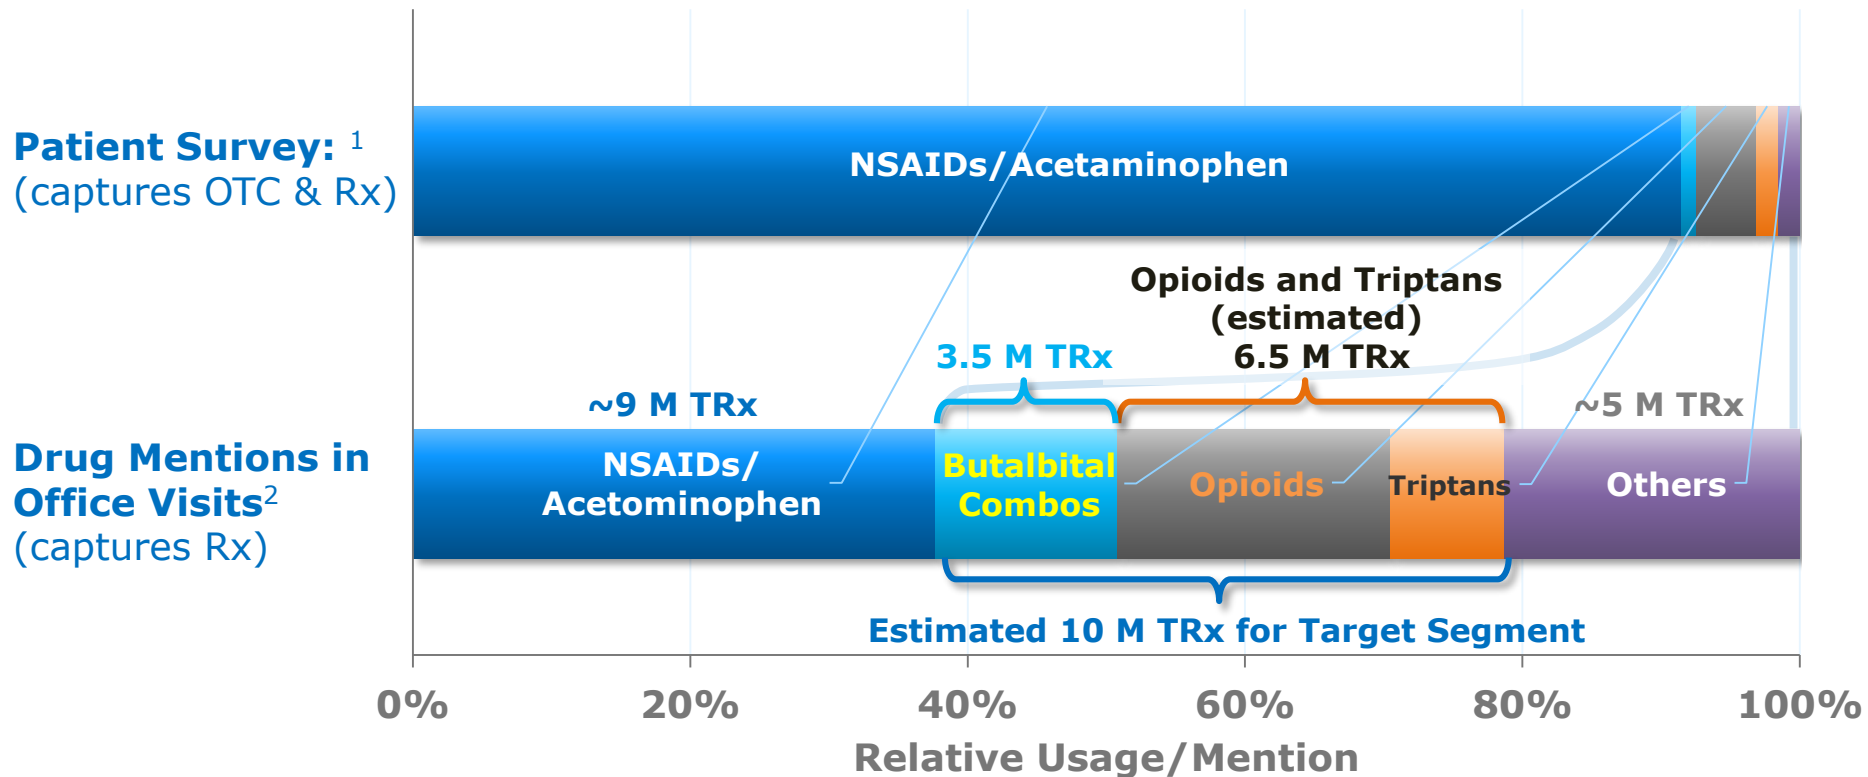 Patient Survey: 1
(captures OTC & Rx)
NSAIDs/Acetaminophen
Opioids and Triptans
(estimated)
6.5 M TRx
3.5 M TRx
~9 M TRx
~5 M TRx
Drug Mentions in
Office Visits2
(captures Rx)
NSAIDs/
Acetominophen
Butalbital
Combos
Opioids
Triptans
Others
Estimated 10 M TRx for Target Segment
0% 20% 40% 60% 80% 100%
Relative Usage/Mention